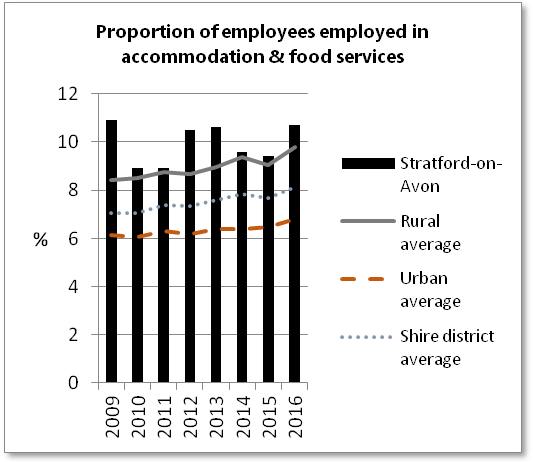 Proportion of employees employed in
accommodation & food services
12
10
8
6
4
2
0
%
2009
2010
2011
2012
2013
2014
2015
2016
Stratford-on-
Avon
Rural
average
Urban
average
Shire district
average